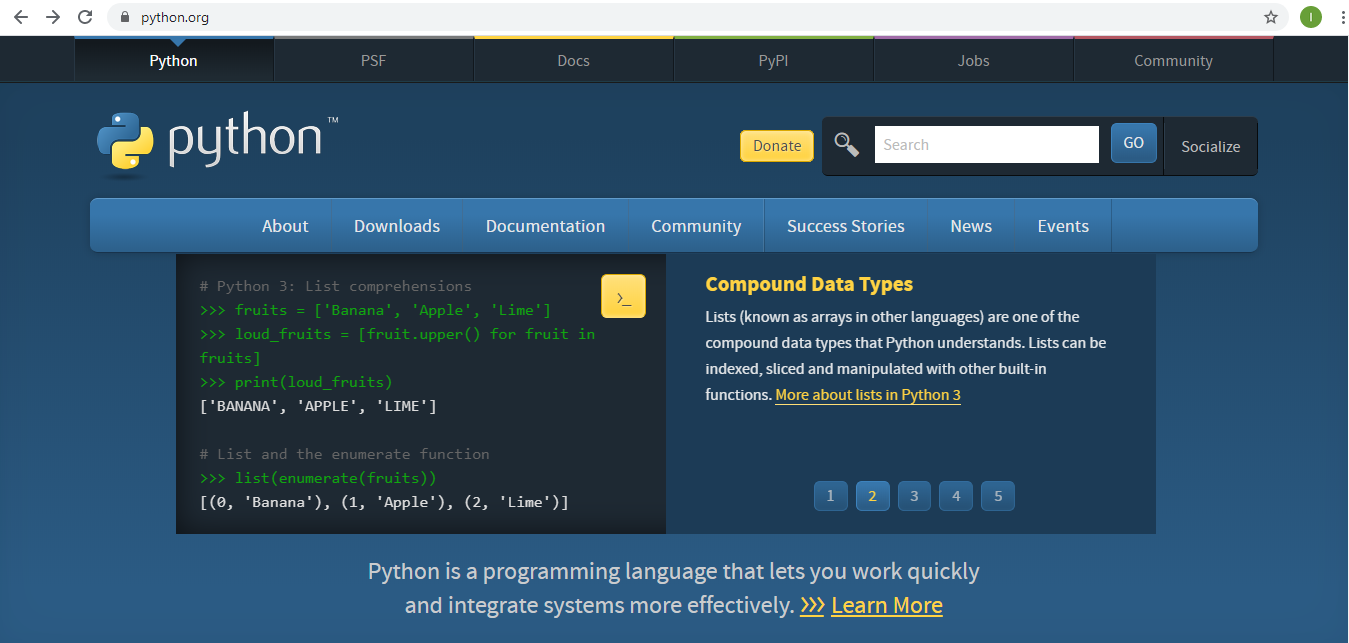 python.org
I
Python PSF Docs PyPI Jobs Community
python™
Donate Search GO Socialize
About Downloads Documentation Community Success Stories News Events
# Python 3: List comprehensions
>>> fruits = ['Banana', 'Apple', 'Lime']
>>> loud_fruits = [fruit.upper() for fruit in
fruits]
>>> print(loud_fruits)
['BANANA', 'APPLE', 'LIME']
# List and the enumerate function
>>> list(enumerate(fruits))
[(0, 'Banana'), (1, 'Apple'), (2, 'Lime')]
>_
Compound Data Types
Lists (known as arrays in other languages) are one of the
compound data types that Python understands. Lists can be
indexed, sliced and manipulated with other built-in
functions. More about lists in Python 3
1 2 3 4 5
Python is a programming language that lets you work quickly
and integrate systems more effectively. >>> Learn More